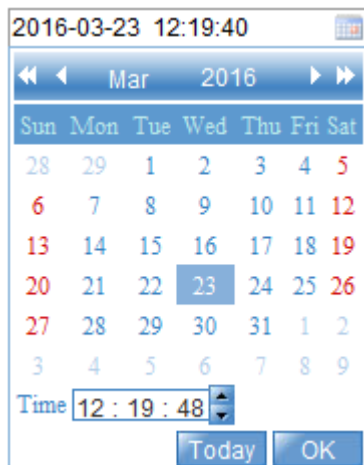 2016-03-23 12:19:40
Mar 2016
Sun Mon Tue Wed Thu Fri Sat
28 29 1 2 3 4 5
6 7 8 9 10 11 12
13 14 15 16 17 18 19
20 21 22 23 24 25 26
27 28 29 30 31 1 2
3 4 5 6 7 8 9
Time 12 : 19 : 48
Today OK